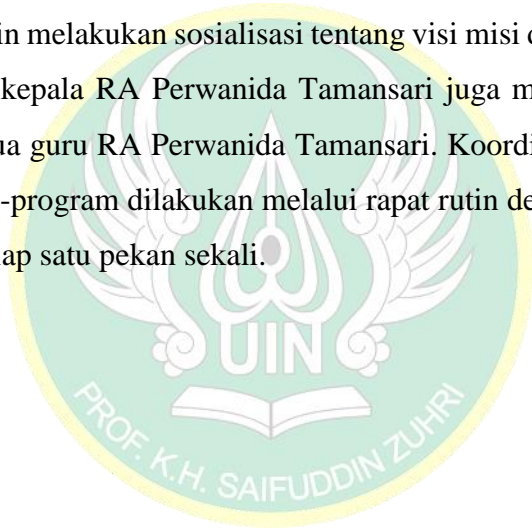 in melakukan sosialisasi tentang visi misi
kepala RA Perwanida Tamansari juga m
ua guru RA Perwanida Tamansari. Koordi
-program dilakukan melalui rapat rutin de
ap satu pekan sekali.
UIN
PROF. K.H. SAIFUDDIN ZUHRI